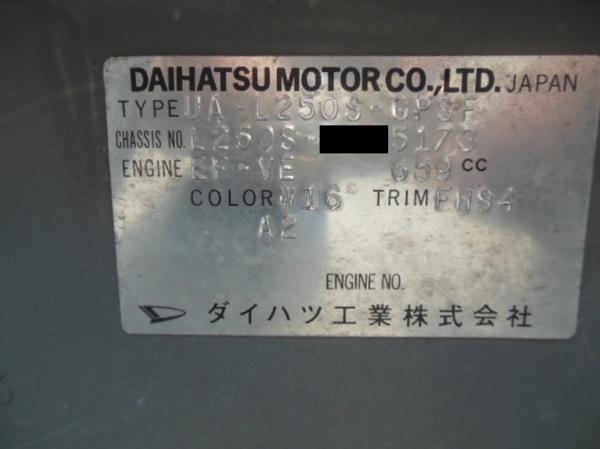 DAIHATSU MOTOR CO.,LTD. JAPAN
TYPE UA-L250S-GPSF
CHASSIS NO. L250S- 5173
ENGINE EF-VE 659 CC
COLOR W16 TRIM FHS4
A2
ENGINE NO.
ダイハツ工業株式会社